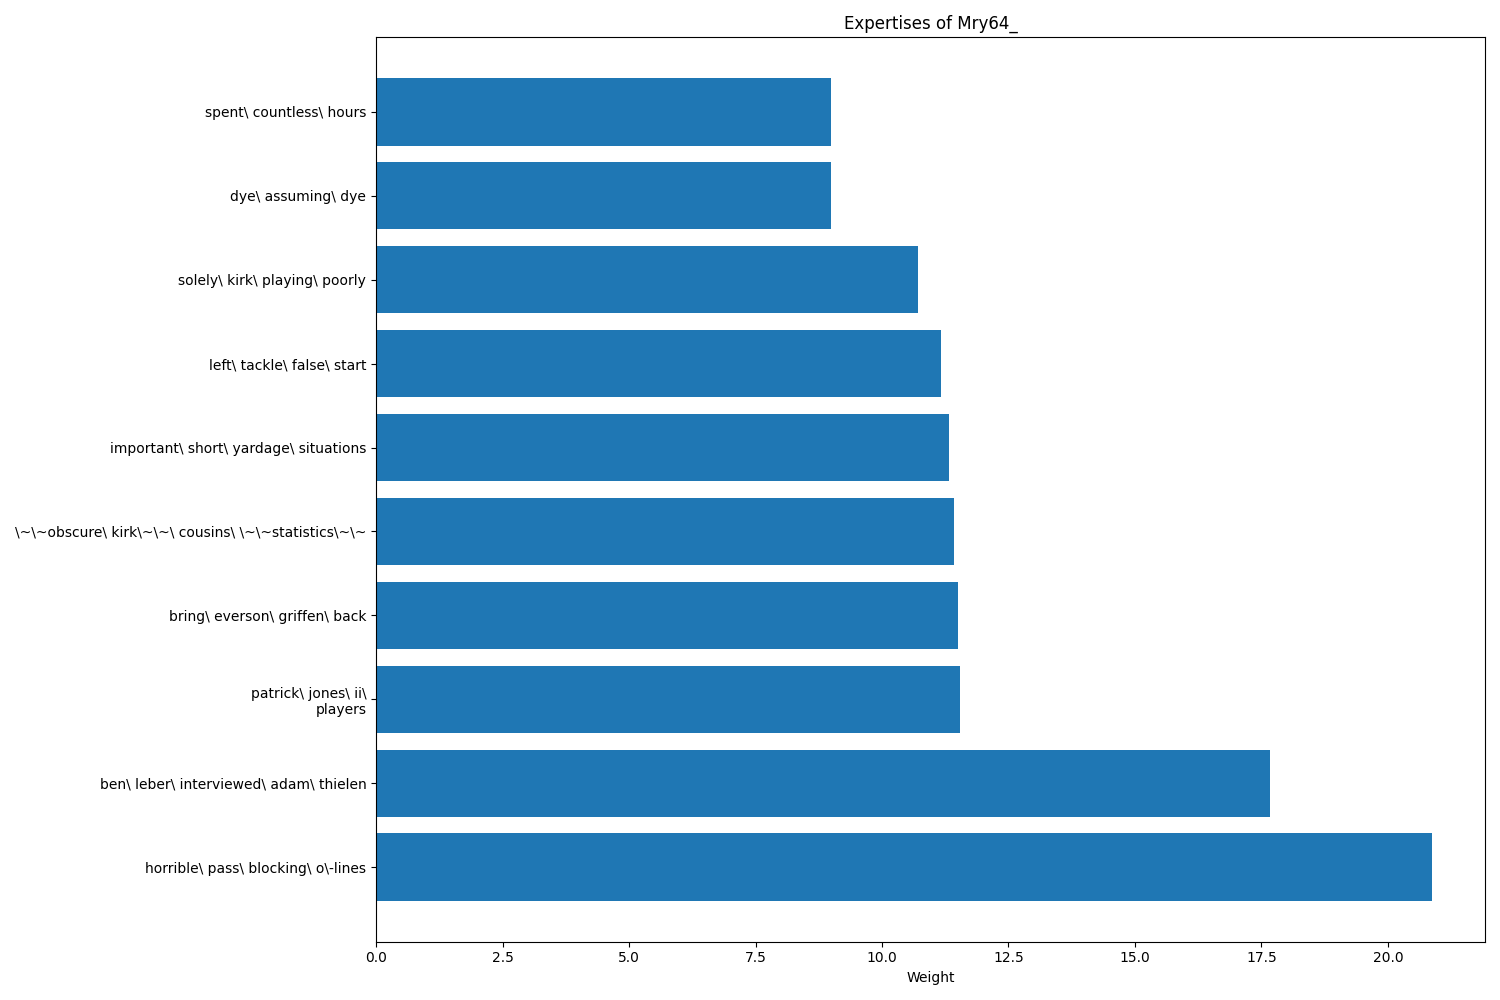 Expertises of Mry64_
spent\ countless\ hours
dye\ assuming\ dye
solely\ kirk\ playing\ poorly
left\ tackle\ false\ start
important\ short\ yardage\ situations
\~\~obscure\ kirk\~\~\ cousins\ \~\~statistics\~\~
bring\ everson\ griffen\ back
patrick\ jones\ ii\
players
ben\ leber\ interviewed\ adam\ thielen
horrible\ pass\ blocking\ o\-lines
0.0 2.5 5.0 7.5 10.0 12.5 15.0 17.5 20.0
Weight